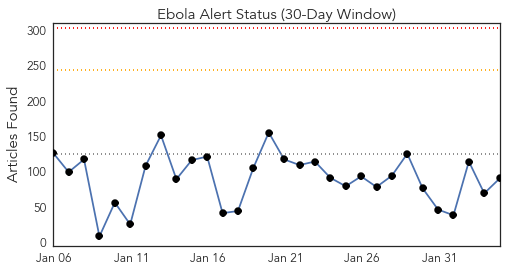 Ebola Alert Status (30-Day Window)
300
250
200
150
100
50
0
Articles Found
Jan 06
Jan 11
Jan 16
Jan 21
Jan 26
Jan 31